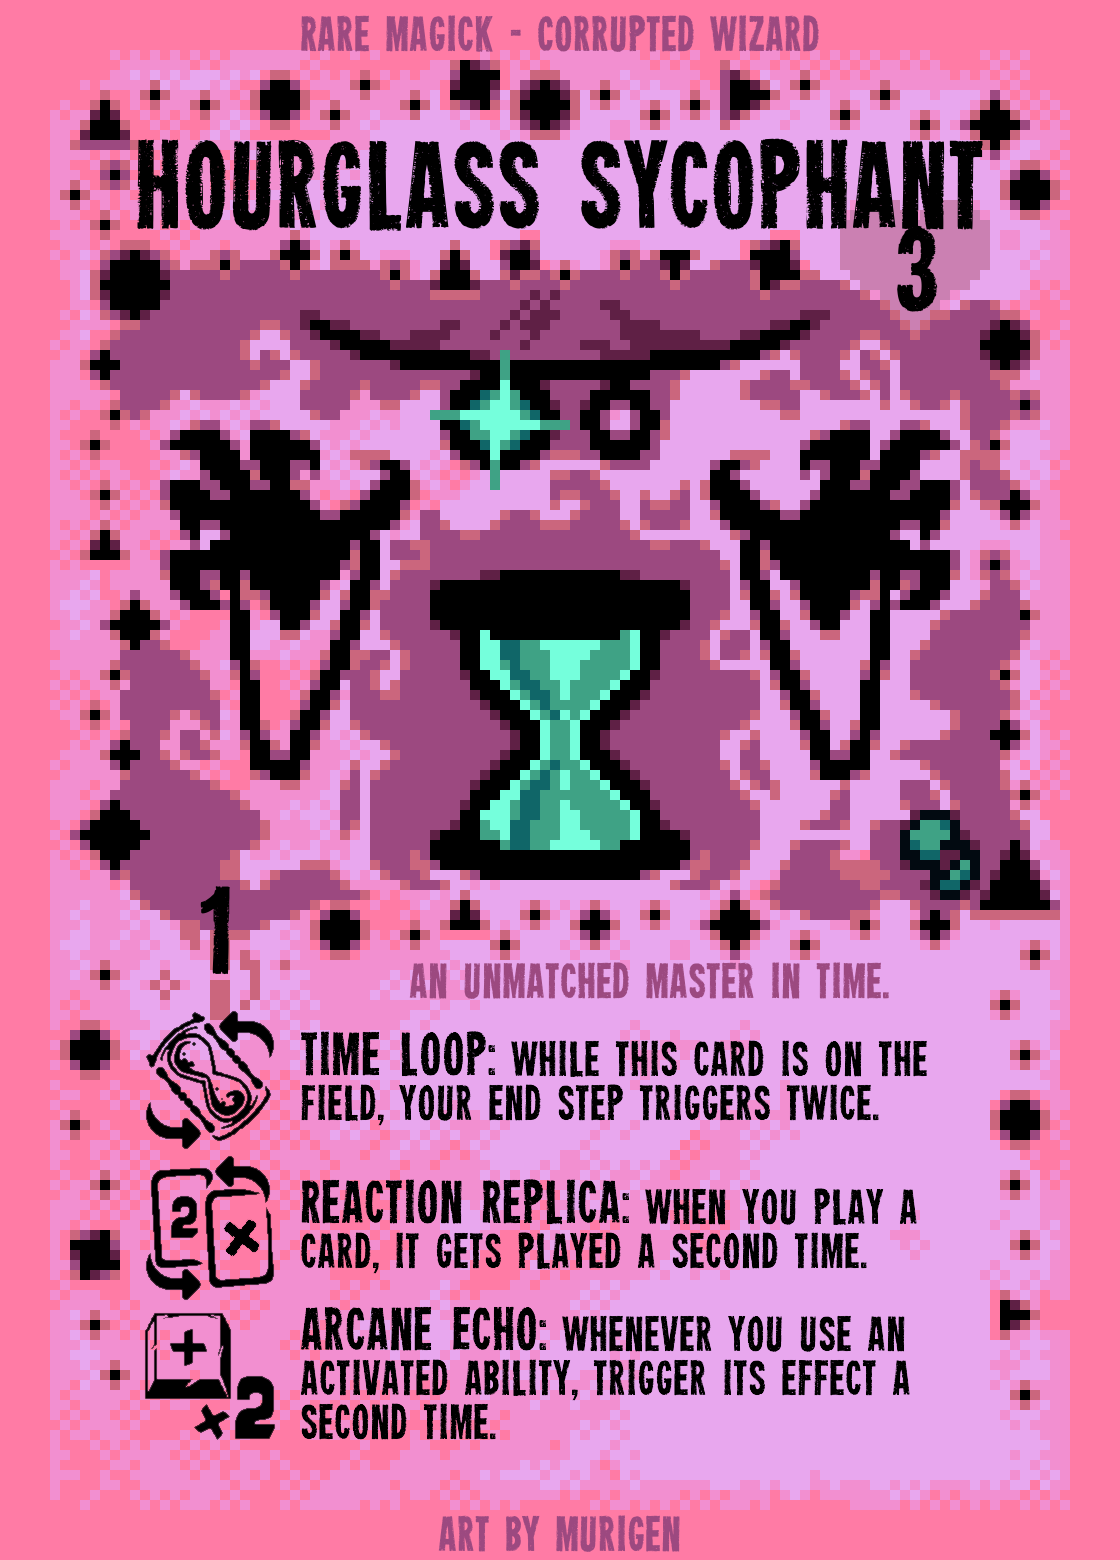 RARE MAGICK - CORRUPTED WIZARD
HOURGLASS SYCOPHANT
3
1
AN UNMATCHED MASTER IN TIME.
TIME LOOP: WHILE THIS CARD IS ON THE
FIELD, YOUR END STEP TRIGGERS TWICE.
2 ×
REACTION REPLICA: WHEN YOU PLAY A
CARD, IT GETS PLAYED A SECOND TIME.
+
×2
ARCANE ECHO: WHENEVER YOU USE AN
ACTIVATED ABILITY, TRIGGER ITS EFFECT A
SECOND TIME.
ART BY MURIGEN